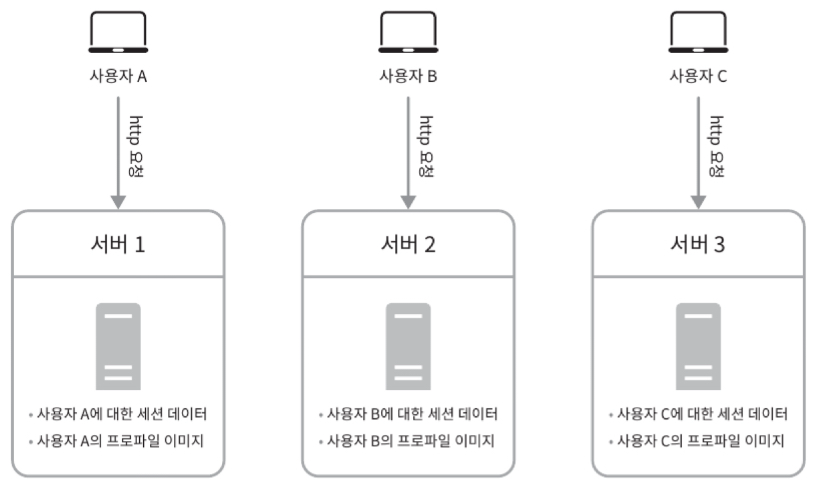 사용자 A
사용자 B
사용자 C
http 요청
http 요청
http 요청
서버 1
서버 2
서버 3
• 사용자 A에 대한 세션 데이터
• 사용자 A의 프로파일 이미지
• 사용자 B에 대한 세션 데이터
• 사용자 B의 프로파일 이미지
• 사용자 C에 대한 세션 데이터
• 사용자 C의 프로파일 이미지